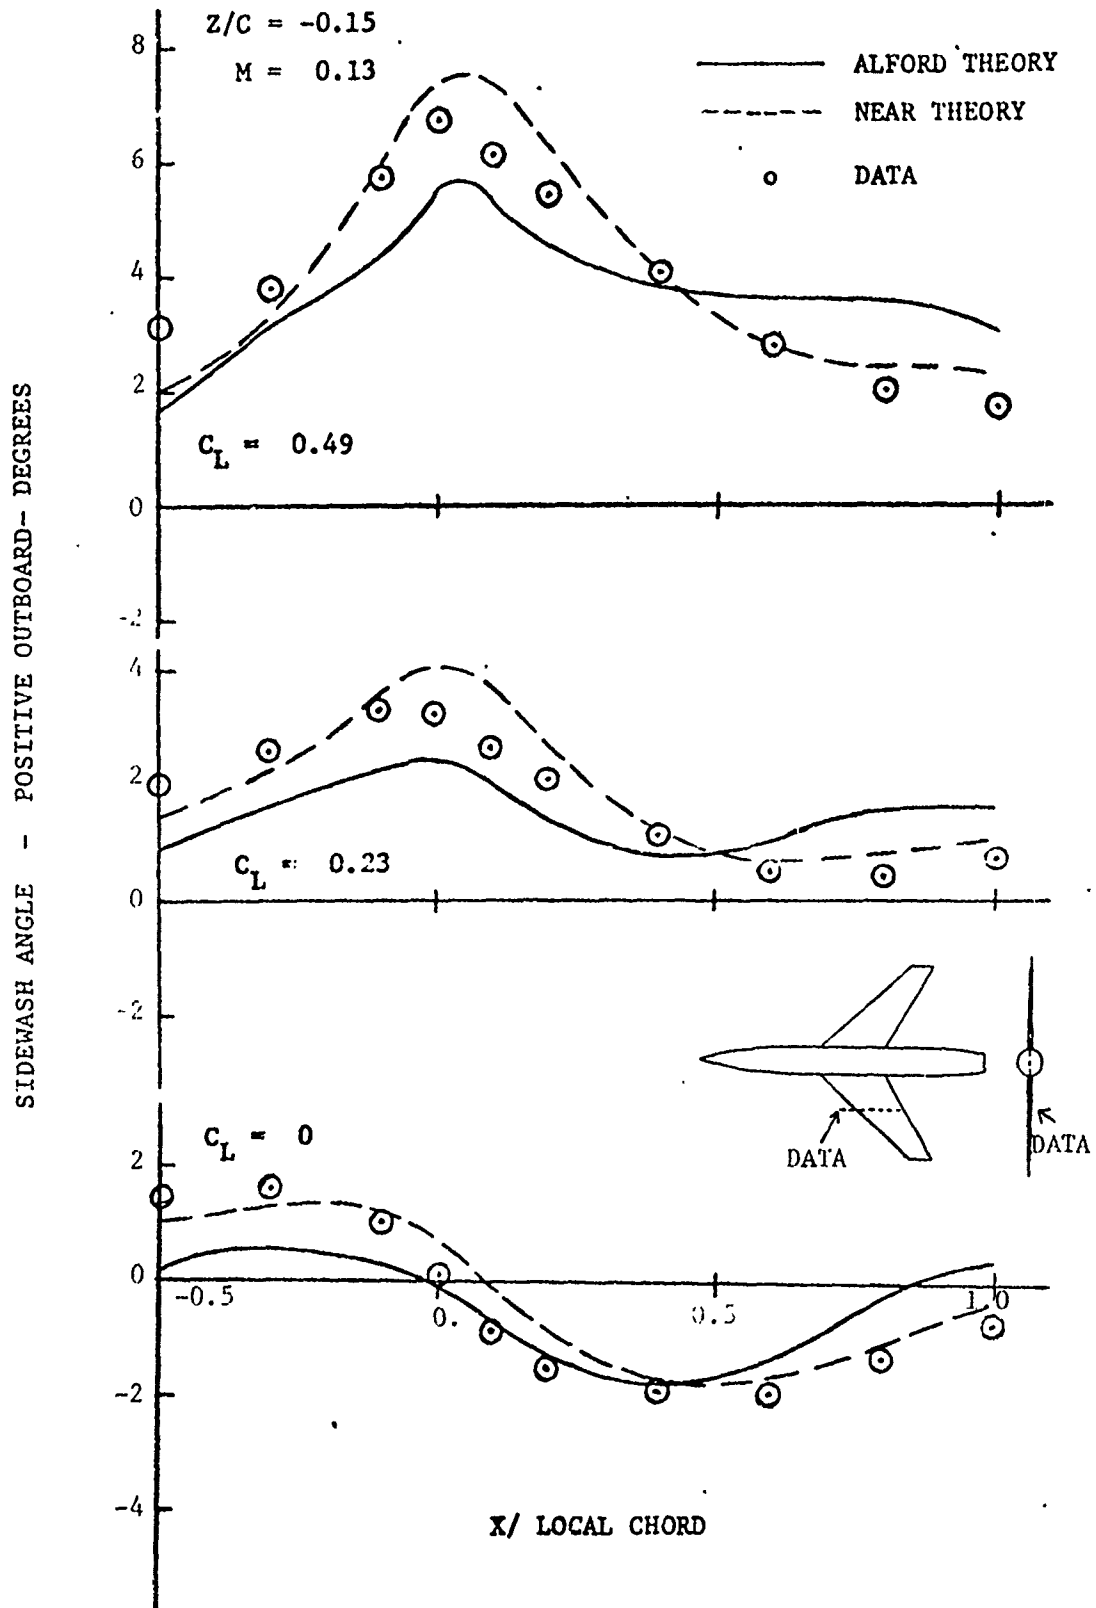 Z/C = -0.15
M = 0.13
ALFORD THEORY
NEAR THEORY
DATA
8
6
4
2
0
-2
C_L = 0.49
SIDEWASH ANGLE - POSITIVE OUTBOARD- DEGREES
4
2
0
-2
C_L = 0.23
DATA
DATA
C_L = 0
2
0
-2
-4
-0.5
0.
0.5
1.0
X/ LOCAL CHORD